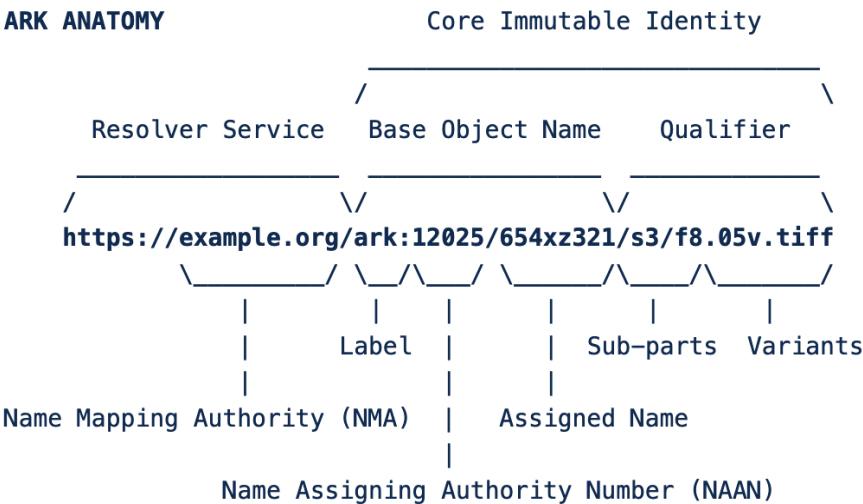 ARK ANATOMY Core Immutable Identity
Resolver Service Base Object Name Qualifier
https://example.org/ark:12025/654xz321/s3/f8.05v.tiff
Label Sub-parts Variants
Name Mapping Authority (NMA) Assigned Name
Name Assigning Authority Number (NAAN)